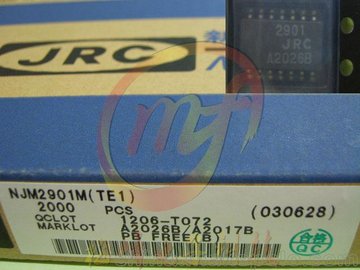 JRC
2901
JRC
A2026B
mfi
NJM2901M(TE1)
2000 PCS
QCLOT 1206-T072 (030628)
MARKLOT A2026B/A2017B
PB FREE(B)
合格
QC